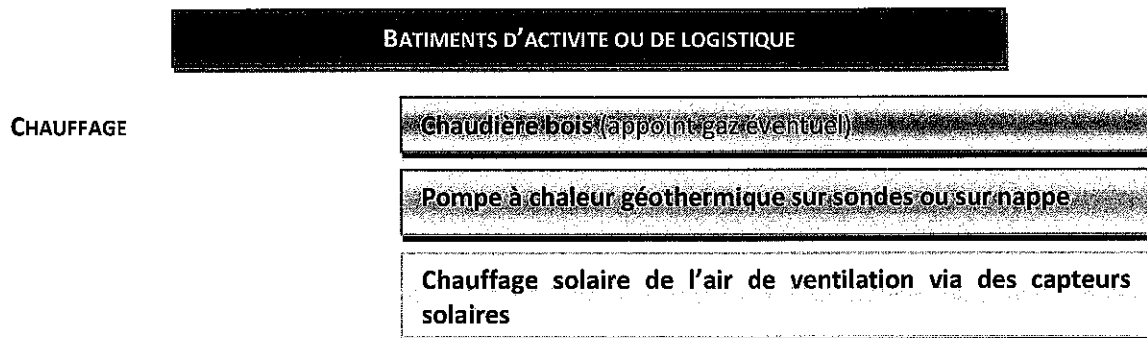 BATIMENTS D'ACTIVITE OU DE LOGISTIQUE
CHAUFFAGE
Chaudière bois (appoint gaz éventuel)
Pompe à chaleur géothermique sur sondes ou sur nappe
Chauffage solaire de l'air de ventilation via des capteurs
solaires